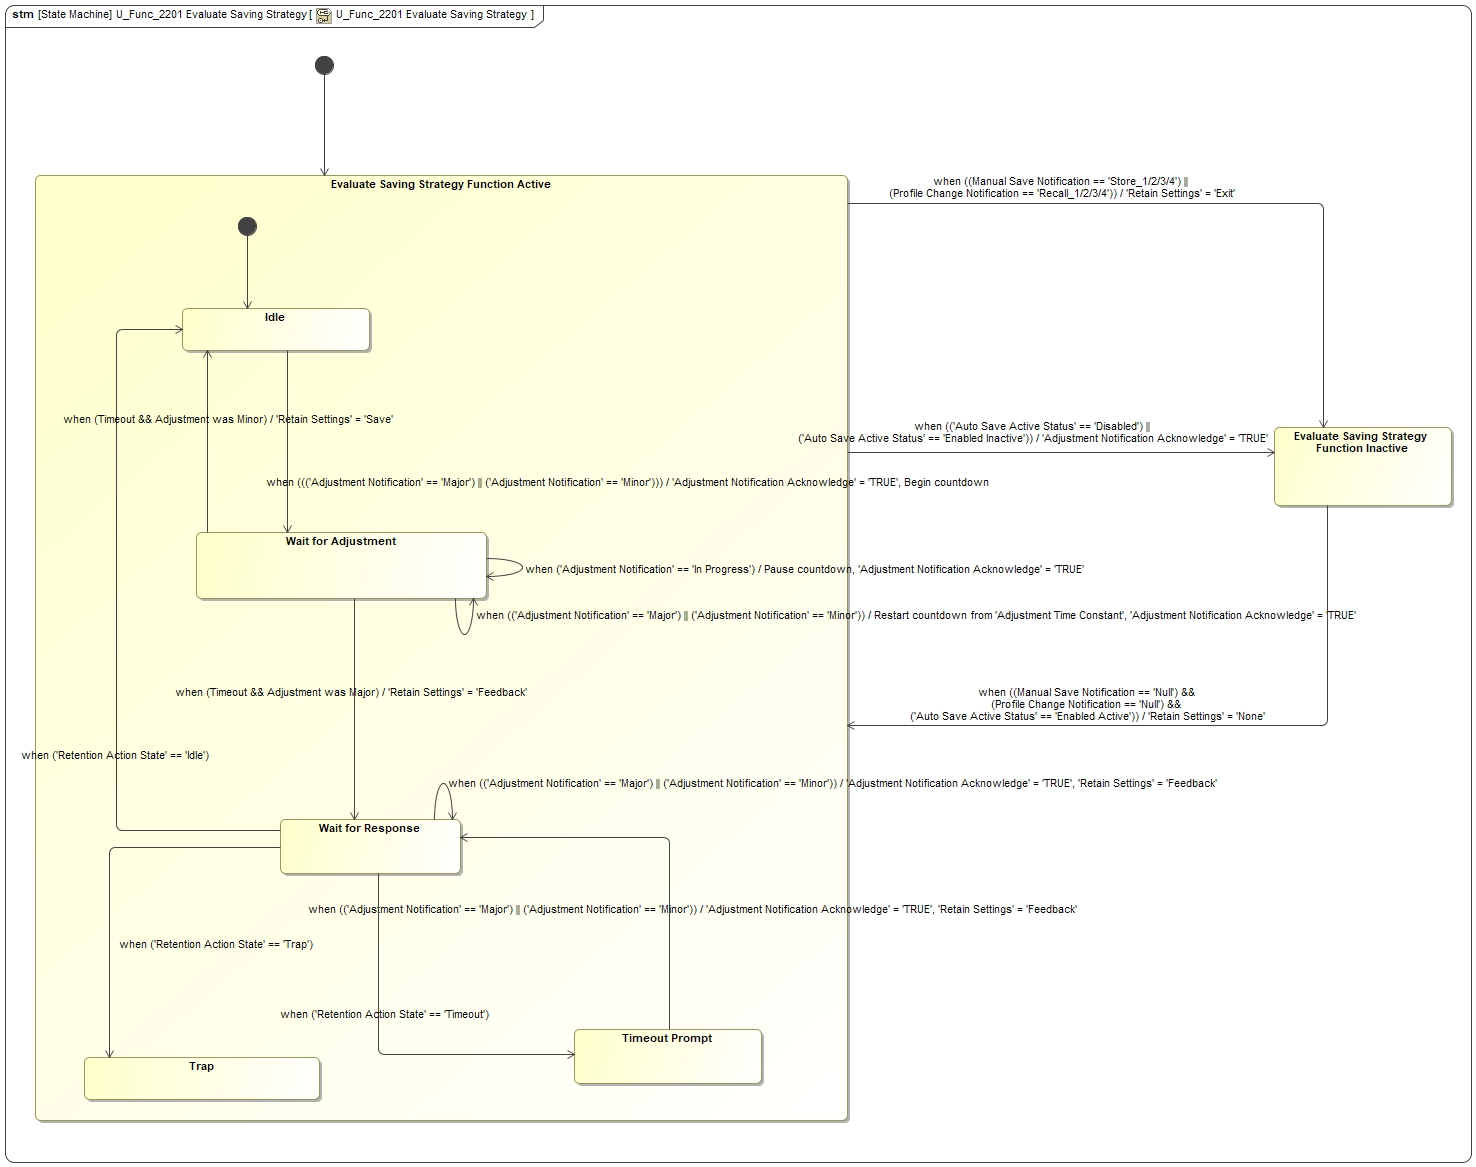 stm [State Machine] U_Func_2201 Evaluate Saving Strategy [ U_Func_2201 Evaluate Saving Strategy ]
Evaluate Saving Strategy Function Active
when ((Manual Save Notification == 'Store_1/2/3/4') ||
(Profile Change Notification == 'Recall_1/2/3/4')) / 'Retain Settings' = 'Exit'
Idle
when (Timeout && Adjustment was Minor) / 'Retain Settings' = 'Save'
when (('Auto Save Active Status' == 'Disabled') ||
('Auto Save Active Status' == 'Enabled Inactive')) / 'Adjustment Notification Acknowledge' = 'TRUE'
Evaluate Saving Strategy
Function Inactive
when ((('Adjustment Notification' == 'Major') || ('Adjustment Notification' == 'Minor'))) / 'Adjustment Notification Acknowledge' = 'TRUE', Begin countdown
Wait for Adjustment
when ('Adjustment Notification' == 'In Progress') / Pause countdown, 'Adjustment Notification Acknowledge' = 'TRUE'
when (('Adjustment Notification' == 'Major') || ('Adjustment Notification' == 'Minor')) / Restart countdown from 'Adjustment Time Constant', 'Adjustment Notification Acknowledge' = 'TRUE'
when (Timeout && Adjustment was Major) / 'Retain Settings' = 'Feedback'
when ((Manual Save Notification == 'Null') &&
(Profile Change Notification == 'Null') &&
('Auto Save Active Status' == 'Enabled Active')) / 'Retain Settings' = 'None'
when ('Retention Action State' == 'Idle')
when (('Adjustment Notification' == 'Major') || ('Adjustment Notification' == 'Minor')) / 'Adjustment Notification Acknowledge' = 'TRUE', 'Retain Settings' = 'Feedback'
Wait for Response
when (('Adjustment Notification' == 'Major') || ('Adjustment Notification' == 'Minor')) / 'Adjustment Notification Acknowledge' = 'TRUE', 'Retain Settings' = 'Feedback'
when ('Retention Action State' == 'Trap')
when ('Retention Action State' == 'Timeout')
Timeout Prompt
Trap